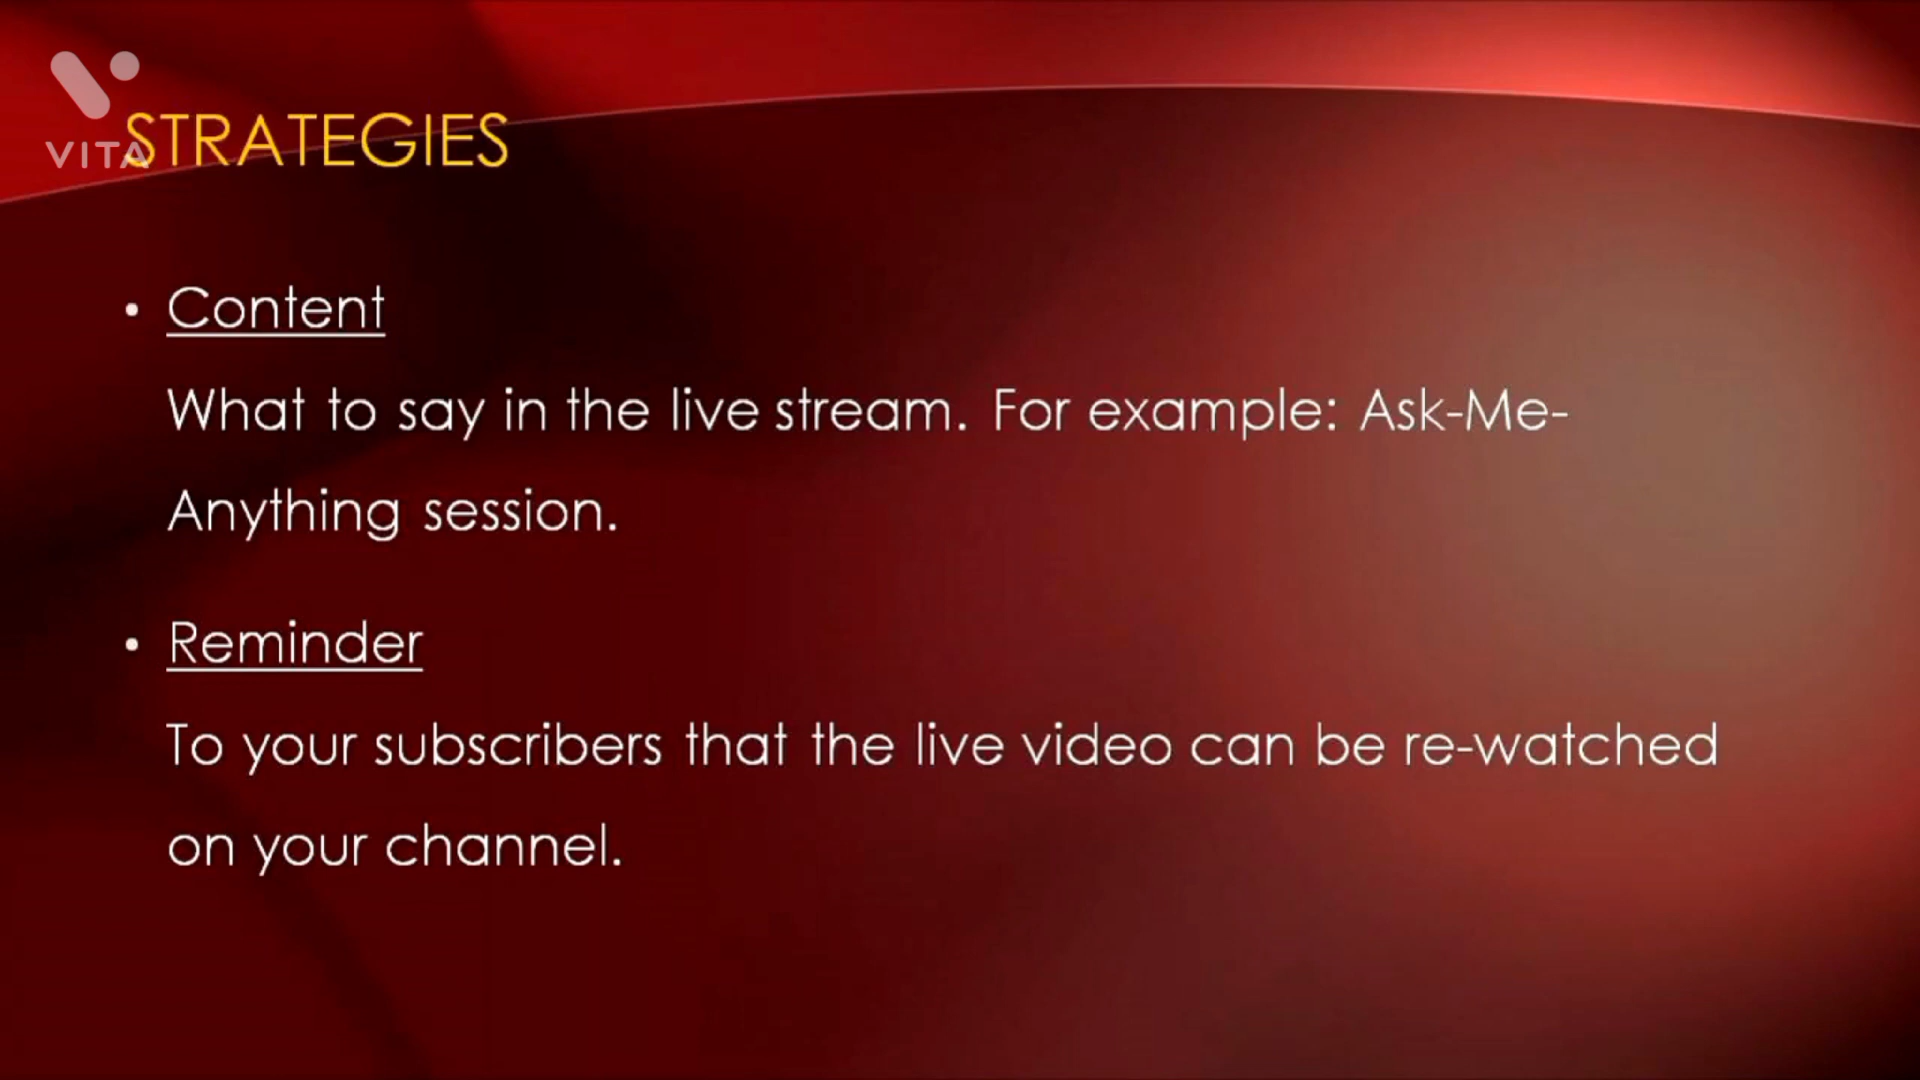 VITA
STRATEGIES
• Content
What to say in the live stream. For example: Ask-Me-
Anything session.
• Reminder
To your subscribers that the live video can be re-watched
on your channel.